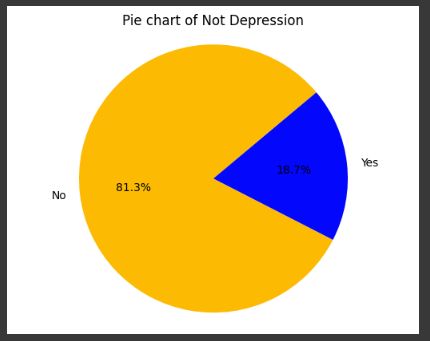 Pie chart of Not Depression
Yes
18.7%
81.3%
No